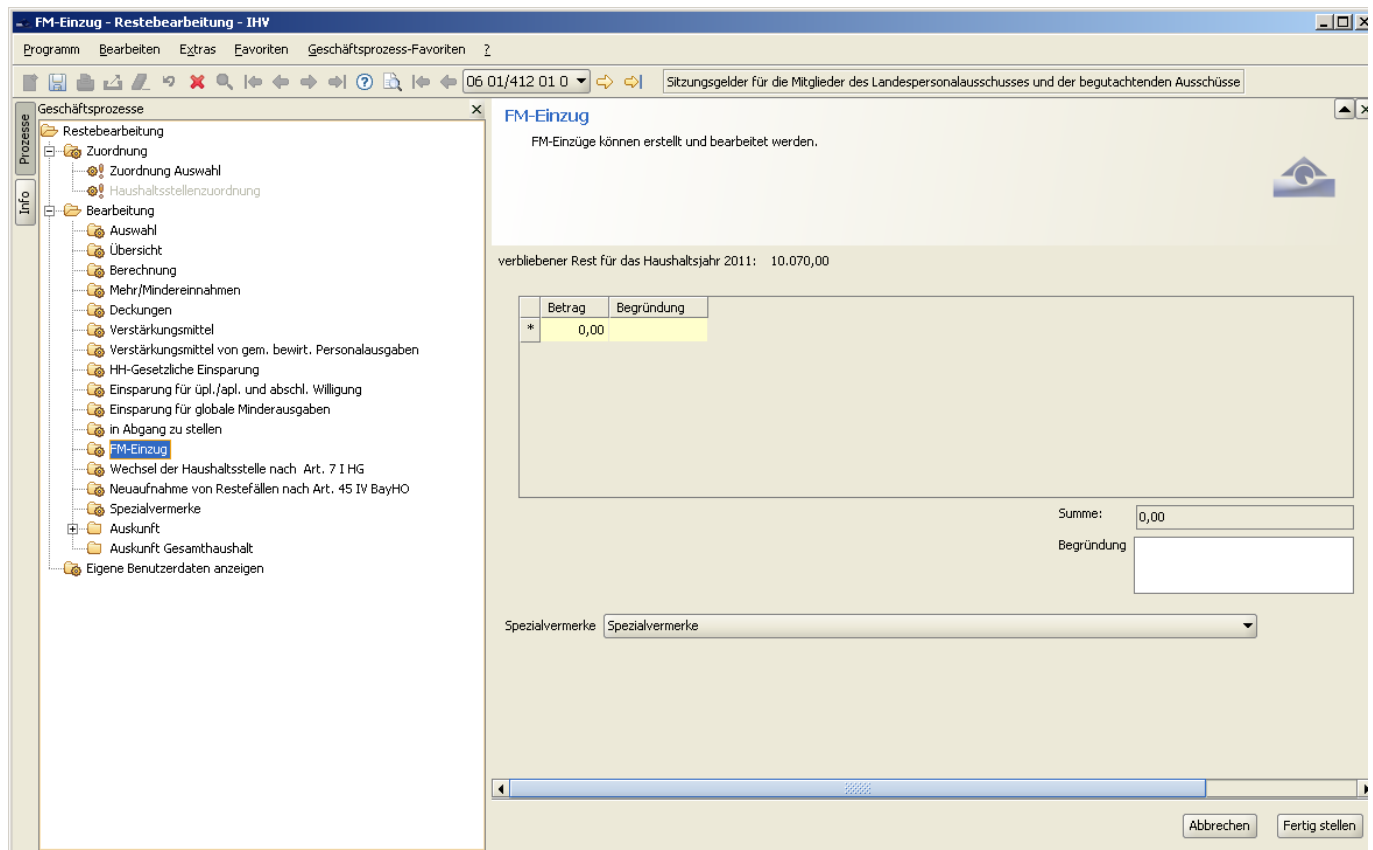 FM-Einzug - Restebearbeitung - IHV
Programm Bearbeiten Extras Favoriten Geschäftsprozess-Favoriten ?
06 01/412 01 0
Sitzungsgelder für die Mitglieder des Landespersonalausschusses und der begutachtenden Ausschüsse
Prozesse
Info
Geschäftsprozesse
Restebearbeitung
Zuordnung
Zuordnung Auswahl
Haushaltsstellenzuordnung
Bearbeitung
Auswahl
Übersicht
Berechnung
Mehr/Mindereinnahmen
Deckungen
Verstärkungsmittel
Verstärkungsmittel von gem. bewirt. Personalausgaben
HH-Gesetzliche Einsparung
Einsparung für üpl./apl. und abschl. Willigung
Einsparung für globale Minderausgaben
in Abgang zu stellen
FM-Einzug
Wechsel der Haushaltsstelle nach Art. 7 I HG
Neuaufnahme von Restefällen nach Art. 45 IV BayHO
Spezialvermerke
Auskunft
Auskunft Gesamthaushalt
Eigene Benutzerdaten anzeigen
FM-Einzug
FM-Einzüge können erstellt und bearbeitet werden.
verbliebener Rest für das Haushaltsjahr 2011: 10.070,00
Betrag Begründung
* 0,00
Summe: 0,00
Begründung
Spezialvermerke Spezialvermerke
Abbrechen Fertig stellen